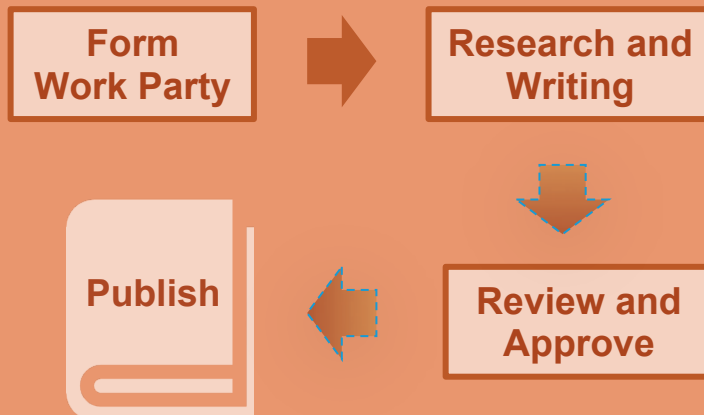 Form
Work Party
Research and
Writing
Review and
Approve
Publish